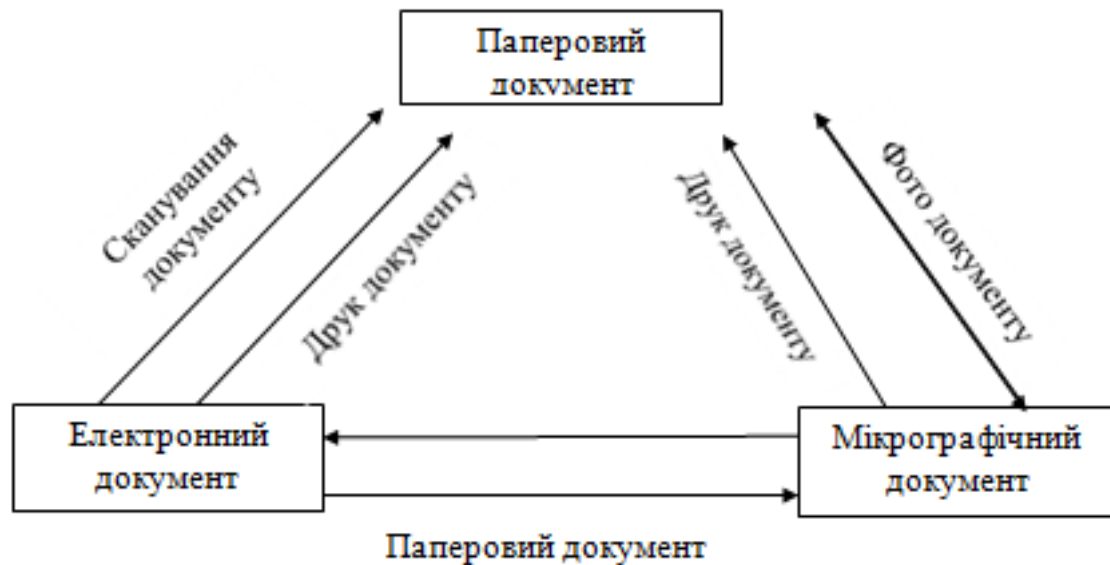 Паперовий
документ
Сканування
документу
Друк документу
Друк документу
Фото документу
Електронний
документ
Мікрографічний
документ
Паперовий документ